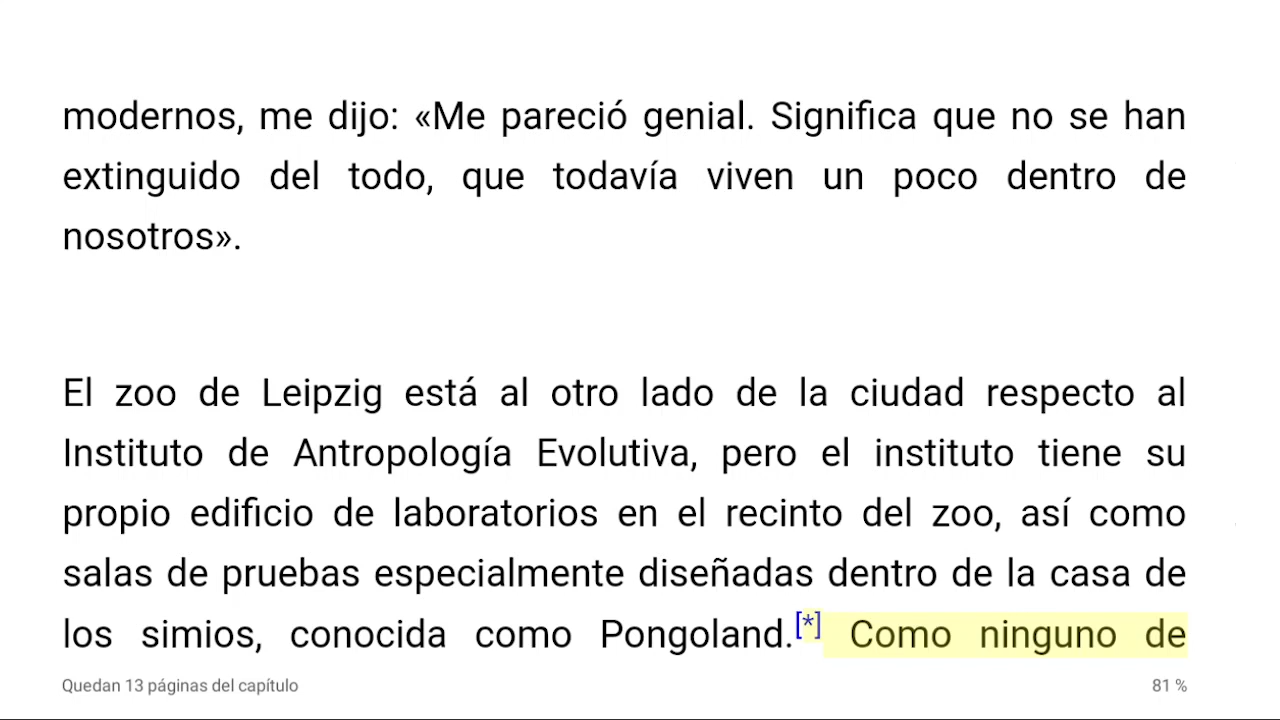 modernos, me dijo: «Me pareció genial. Significa que no se han
extinguido del todo, que todavía viven un poco dentro de
nosotros».
El zoo de Leipzig está al otro lado de la ciudad respecto al
Instituto de Antropología Evolutiva, pero el instituto tiene su
propio edificio de laboratorios en el recinto del zoo, así como
salas de pruebas especialmente diseñadas dentro de la casa de
los simios, conocida como Pongoland.[*] Como ninguno de
Quedan 13 páginas del capítulo 81 %